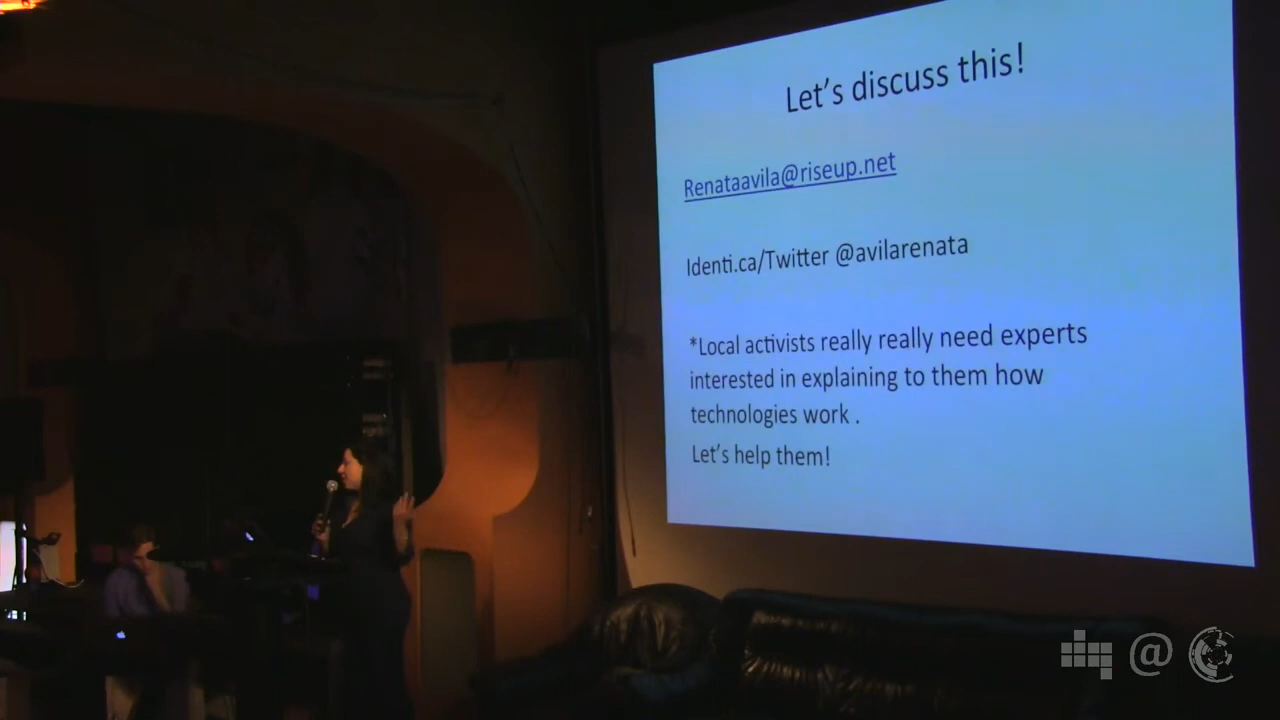 Let's discuss this!
Renataavila@riseup.net
Identi.ca/Twitter @avilarenata
*Local activists really really need experts
interested in explaining to them how
technologies work .
Let's help them!
@